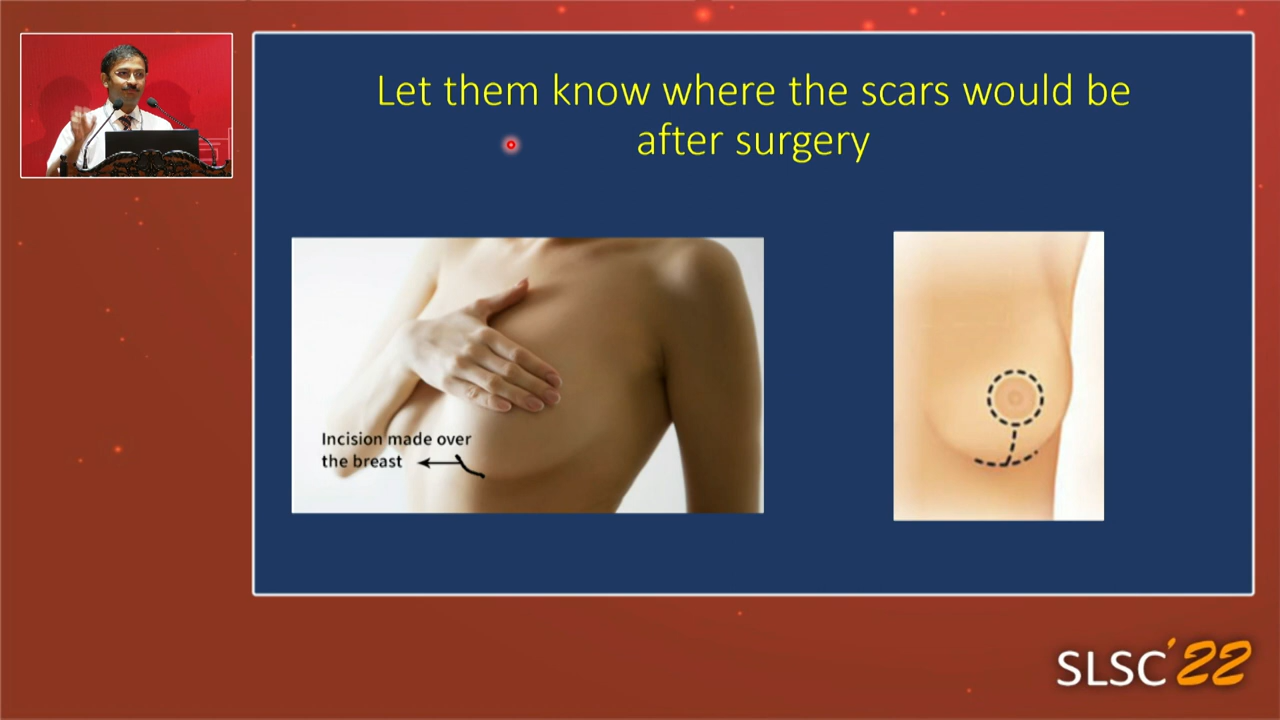 Let them know where the scars would be
after surgery
Incision made over
the breast
SLSC'22